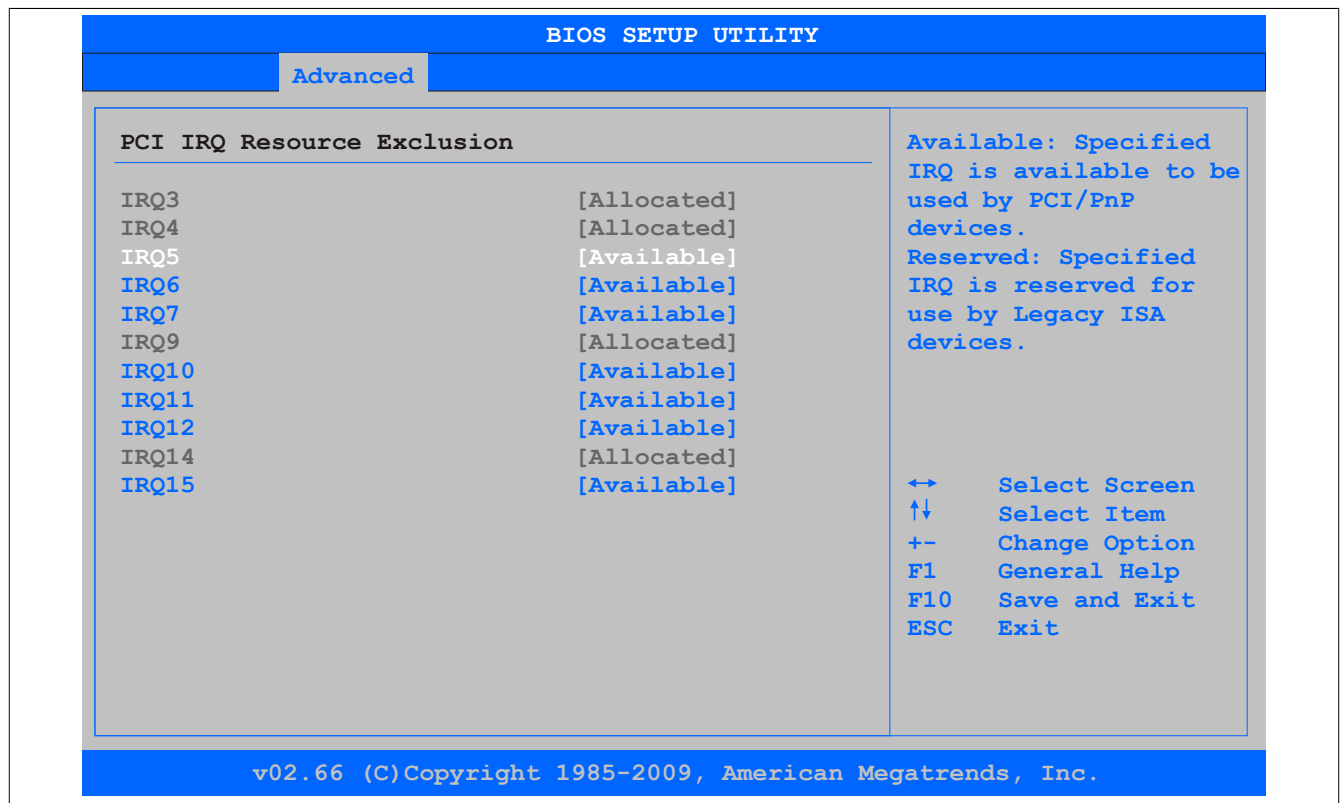 BIOS SETUP UTILITY
Advanced
PCI IRQ Resource Exclusion
IRQ3 [Allocated]
IRQ4 [Allocated]
IRQ5 [Available]
IRQ6 [Available]
IRQ7 [Available]
IRQ9 [Allocated]
IRQ10 [Available]
IRQ11 [Available]
IRQ12 [Available]
IRQ14 [Allocated]
IRQ15 [Available]
Available: Specified
IRQ is available to be
used by PCI/PnP
devices.
Reserved: Specified
IRQ is reserved for
use by Legacy ISA
devices.
↔ Select Screen
↑↓ Select Item
+- Change Option
F1 General Help
F10 Save and Exit
ESC Exit
v02.66 (C)Copyright 1985-2009, American Megatrends, Inc.